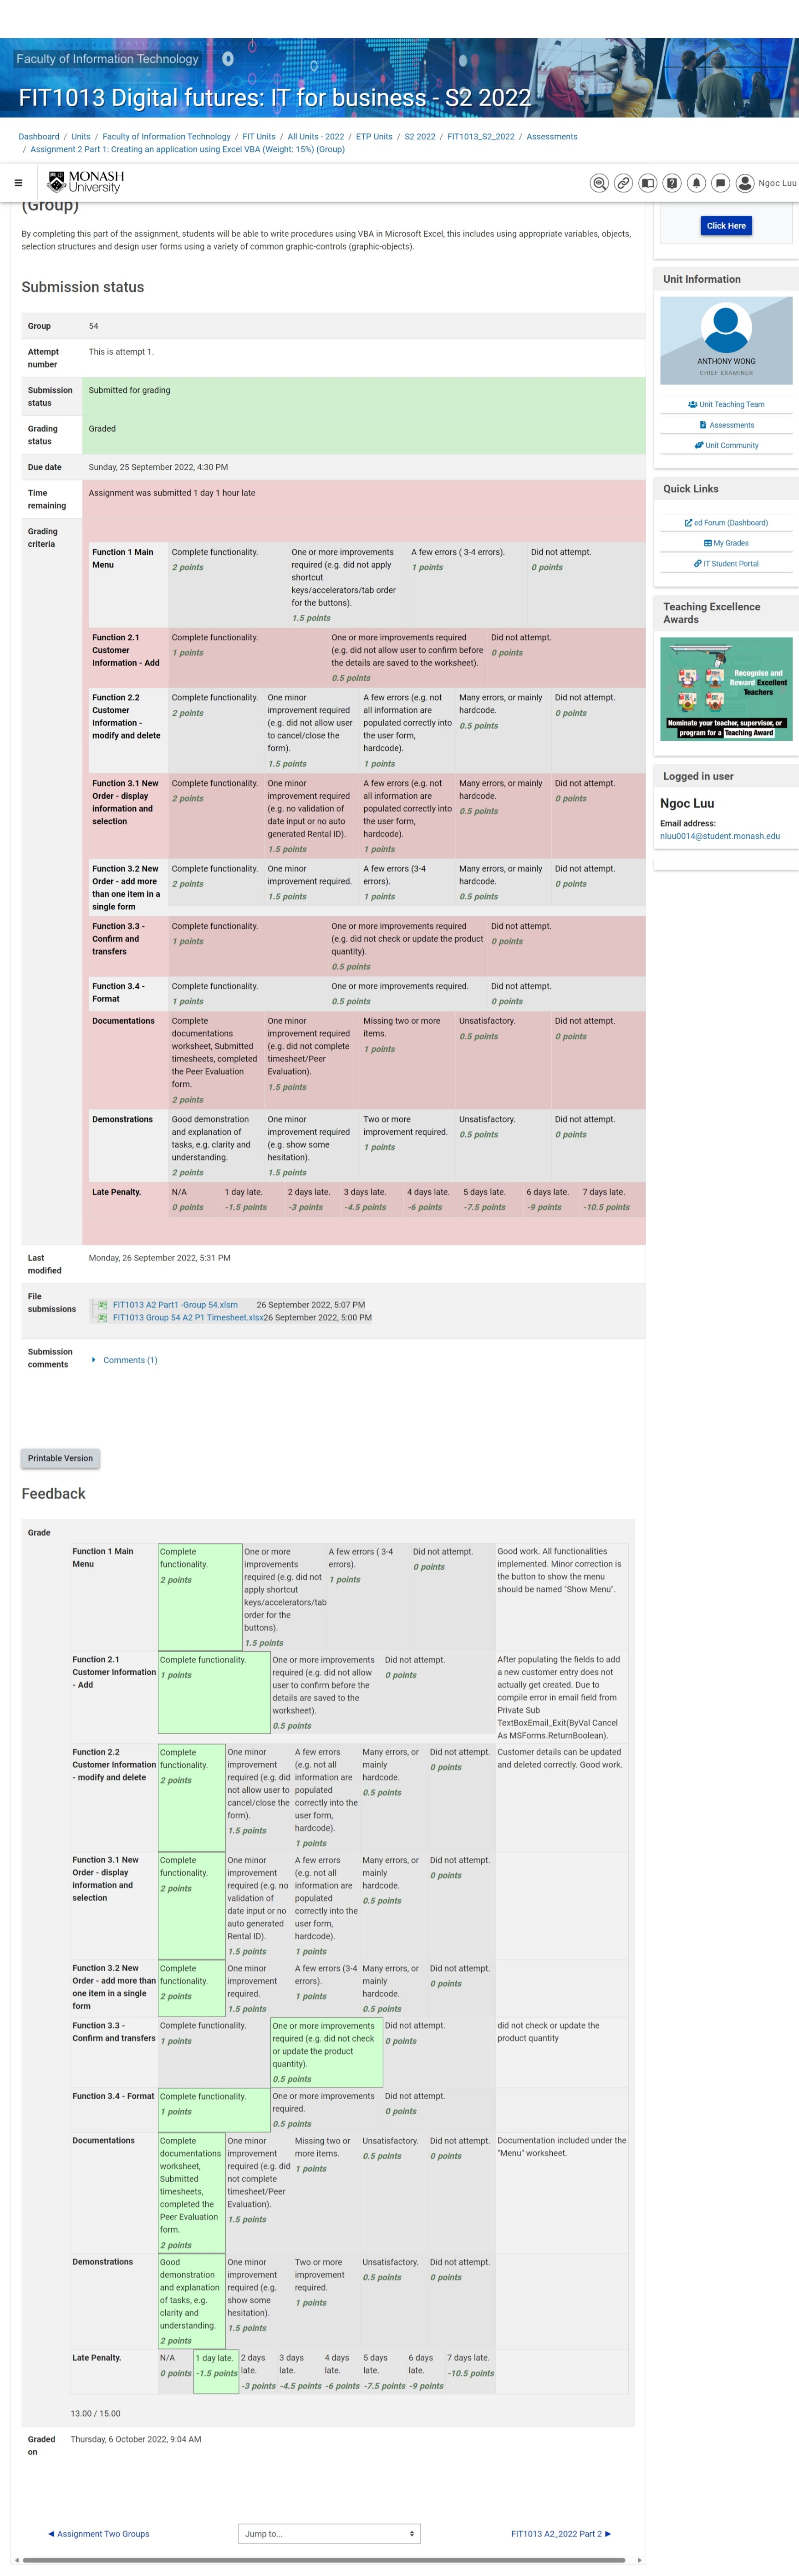 Faculty of Information Technology
FIT1013 Digital futures: IT for business - S2 2022
Dashboard / Units / Faculty of Information Technology / FIT Units / All Units - 2022 / ETP Units / S2 2022 / FIT1013_S2_2022 / Assessments
/ Assignment 2 Part 1: Creating an application using Excel VBA (Weight: 15%) (Group)
MONASH
University
Ngoc Luu
(Group)
By completing this part of the assignment, students will be able to write procedures using VBA in Microsoft Excel, this includes using appropriate variables, objects,
selection structures and design user forms using a variety of common graphic-controls (graphic-objects).
Submission status
Group 54
Attempt number This is attempt 1.
Submission status Submitted for grading
Grading status Graded
Due date Sunday, 25 September 2022, 4:30 PM
Time remaining Assignment was submitted 1 day 1 hour late
Grading criteria
Function 1 Main Menu
Complete functionality. 2 points
One or more improvements required (e.g. did not apply shortcut keys/accelerators/tab order for the buttons). 1.5 points
A few errors ( 3-4 errors). 1 points
Did not attempt. 0 points
Function 2.1 Customer Information - Add
Complete functionality. 1 points
One or more improvements required (e.g. did not allow user to confirm before the details are saved to the worksheet). 0.5 points
Did not attempt. 0 points
Function 2.2 Customer Information - modify and delete
Complete functionality. 2 points
One minor improvement required (e.g. did not allow user to cancel/close the form). 1.5 points
A few errors (e.g. not all information are populated correctly into the user form, hardcode). 1 points
Many errors, or mainly hardcode. 0.5 points
Did not attempt. 0 points
Function 3.1 New Order - display information and selection
Complete functionality. 2 points
One minor improvement required (e.g. no validation of date input or no auto generated Rental ID). 1.5 points
A few errors (e.g. not all information are populated correctly into the user form, hardcode). 1 points
Many errors, or mainly hardcode. 0.5 points
Did not attempt. 0 points
Function 3.2 New Order - add more than one item in a single form
Complete functionality. 2 points
One minor improvement required. 1.5 points
A few errors (3-4 errors). 1 points
Many errors, or mainly hardcode. 0.5 points
Did not attempt. 0 points
Function 3.3 - Confirm and transfers
Complete functionality. 1 points
One or more improvements required (e.g. did not check or update the product quantity). 0.5 points
Did not attempt. 0 points
Function 3.4 - Format
Complete functionality. 1 points
One or more improvements required. 0.5 points
Did not attempt. 0 points
Documentations
Complete documentations worksheet, Submitted timesheets, completed the Peer Evaluation form. 2 points
One minor improvement required (e.g. did not complete timesheet/Peer Evaluation). 1.5 points
Missing two or more items. 1 points
Unsatisfactory. 0.5 points
Did not attempt. 0 points
Demonstrations
Good demonstration and explanation of tasks, e.g. clarity and understanding. 2 points
One minor improvement required (e.g. show some hesitation). 1.5 points
Two or more improvement required. 1 points
Unsatisfactory. 0.5 points
Did not attempt. 0 points
Late Penalty.
N/A 0 points
1 day late. -1.5 points
2 days late. -3 points
3 days late. -4.5 points
4 days late. -6 points
5 days late. -7.5 points
6 days late. -9 points
7 days late. -10.5 points
Last modified Monday, 26 September 2022, 5:31 PM
File submissions
FIT1013 A2 Part1 -Group 54.xlsm 26 September 2022, 5:07 PM
FIT1013 Group 54 A2 P1 Timesheet.xlsx 26 September 2022, 5:00 PM
Submission comments Comments (1)
Printable Version
Feedback
Grade
Function 1 Main Menu
Complete functionality. 2 points
One or more improvements required (e.g. did not apply shortcut keys/accelerators/tab order for the buttons). 1.5 points
A few errors ( 3-4 errors). 1 points
Did not attempt. 0 points
Good work. All functionalities implemented. Minor correction is the button to show the menu should be named "Show Menu".
Function 2.1 Customer Information - Add
Complete functionality. 1 points
One or more improvements required (e.g. did not allow user to confirm before the details are saved to the worksheet). 0.5 points
Did not attempt. 0 points
After populating the fields to add a new customer entry does not actually get created. Due to compile error in email field from Private Sub TextBoxEmail_Exit(ByVal Cancel As MSForms.ReturnBoolean).
Function 2.2 Customer Information - modify and delete
Complete functionality. 2 points
One minor improvement required (e.g. did not allow user to cancel/close the form). 1.5 points
A few errors (e.g. not all information are populated correctly into the user form, hardcode). 1 points
Many errors, or mainly hardcode. 0.5 points
Did not attempt. 0 points
Customer details can be updated and deleted correctly. Good work.
Function 3.1 New Order - display information and selection
Complete functionality. 2 points
One minor improvement required (e.g. no validation of date input or no auto generated Rental ID). 1.5 points
A few errors (e.g. not all information are populated correctly into the user form, hardcode). 1 points
Many errors, or mainly hardcode. 0.5 points
Did not attempt. 0 points
Function 3.2 New Order - add more than one item in a single form
Complete functionality. 2 points
One minor improvement required. 1.5 points
A few errors (3-4 errors). 1 points
Many errors, or mainly hardcode. 0.5 points
Did not attempt. 0 points
Function 3.3 - Confirm and transfers
Complete functionality. 1 points
One or more improvements required (e.g. did not check or update the product quantity). 0.5 points
Did not attempt. 0 points
did not check or update the product quantity
Function 3.4 - Format
Complete functionality. 1 points
One or more improvements required. 0.5 points
Did not attempt. 0 points
Documentations
Complete documentations worksheet, Submitted timesheets, completed the Peer Evaluation form. 2 points
One minor improvement required (e.g. did not complete timesheet/Peer Evaluation). 1.5 points
Missing two or more items. 1 points
Unsatisfactory. 0.5 points
Did not attempt. 0 points
Documentation included under the "Menu" worksheet.
Demonstrations
Good demonstration and explanation of tasks, e.g. clarity and understanding. 2 points
One minor improvement required (e.g. show some hesitation). 1.5 points
Two or more improvement required. 1 points
Unsatisfactory. 0.5 points
Did not attempt. 0 points
Late Penalty.
N/A 0 points
1 day late. -1.5 points
2 days late. -3 points
3 days late. -4.5 points
4 days late. -6 points
5 days late. -7.5 points
6 days late. -9 points
7 days late. -10.5 points
13.00 / 15.00
Graded on Thursday, 6 October 2022, 9:04 AM
Assignment Two Groups
Jump to...
FIT1013 A2_2022 Part 2
Click Here
Unit Information
ANTHONY WONG
CHIEF EXAMINER
Unit Teaching Team
Assessments
Unit Community
Quick Links
ed Forum (Dashboard)
My Grades
IT Student Portal
Teaching Excellence
Awards
Recognise and
Reward Excellent
Teachers
Nominate your teacher, supervisor, or
program for a Teaching Award
Logged in user
Ngoc Luu
Email address:
nluu0014@student.monash.edu